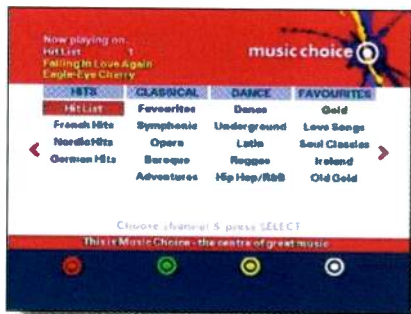 Now playing on...
Hit List 1
Falling In Love Again
Eagle-Eye Cherry
music choice
HITS CLASSICAL DANCE FAVOURITES
Hit List Favourites Dance Gold
French Hits Symphonic Underground Love Songs
Nordic Hits Opera Latin Soul Classics
German Hits Baroque Reggae Ireland
Adventures Hip Hop/R&B Old Gold
Choose channel & press SELECT
This is Music Choice - the centre of great music